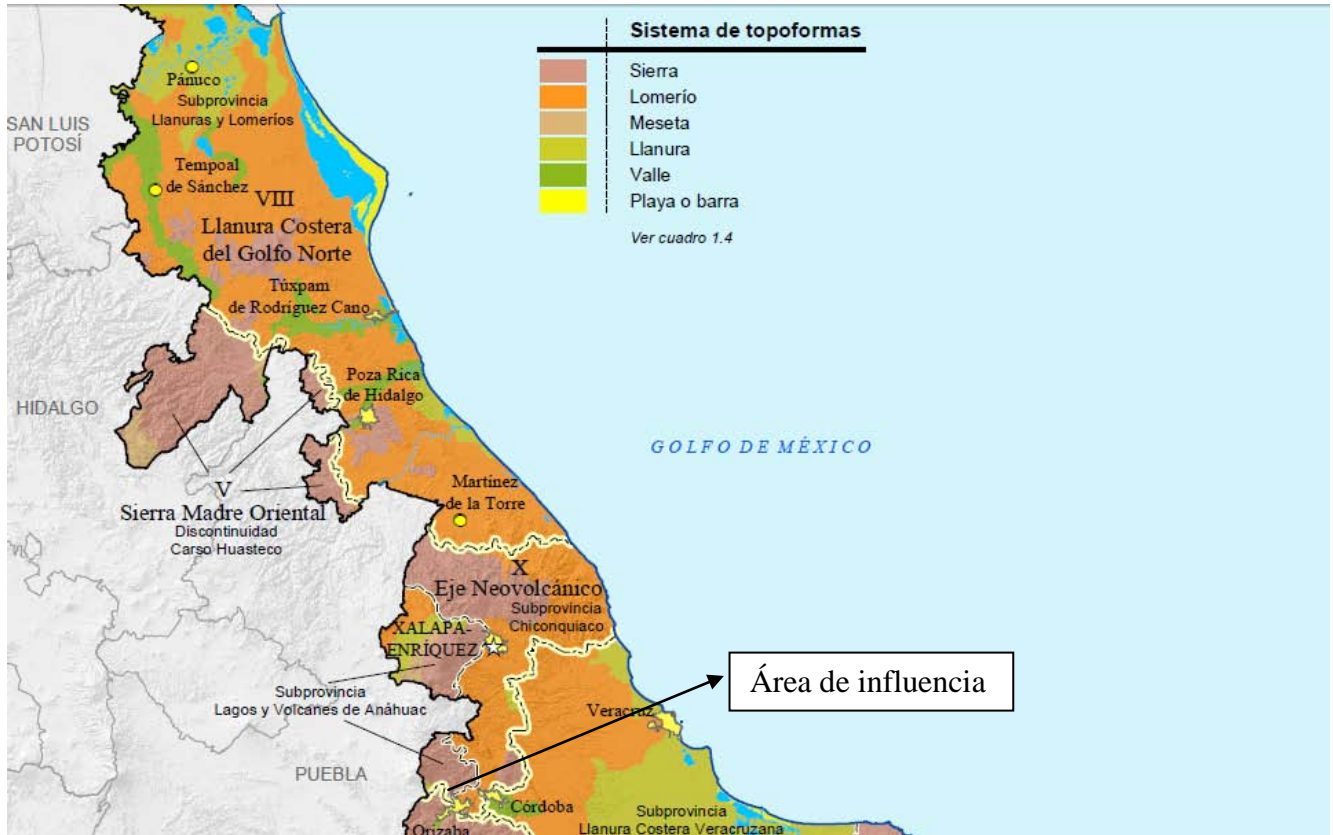 Sistema de topoformas
Sierra
Lomerío
Meseta
Llanura
Valle
Playa o barra
Ver cuadro 1.4
Pánuco
Subprovincia
Llanuras y Lomeríos
SAN LUIS
POTOSÍ
Tempoal
de Sánchez
VIII
Llanura Costera
del Golfo Norte
Túxpam
de Rodríguez Cano
Poza Rica
de Hidalgo
HIDALGO
GOLFO DE MÉXICO
V
Sierra Madre Oriental
Discontinuidad
Carso Huasteco
Martínez
de la Torre
X
Eje Neovolcánico
Subprovincia
Chiconquiaco
XALAPA-
ENRÍQUEZ
Subprovincia
Lagos y Volcanes de Anáhuac
Área de influencia
Veracruz
PUEBLA
Córdoba
Orizaba
Subprovincia
Llanura Costera Veracruzana